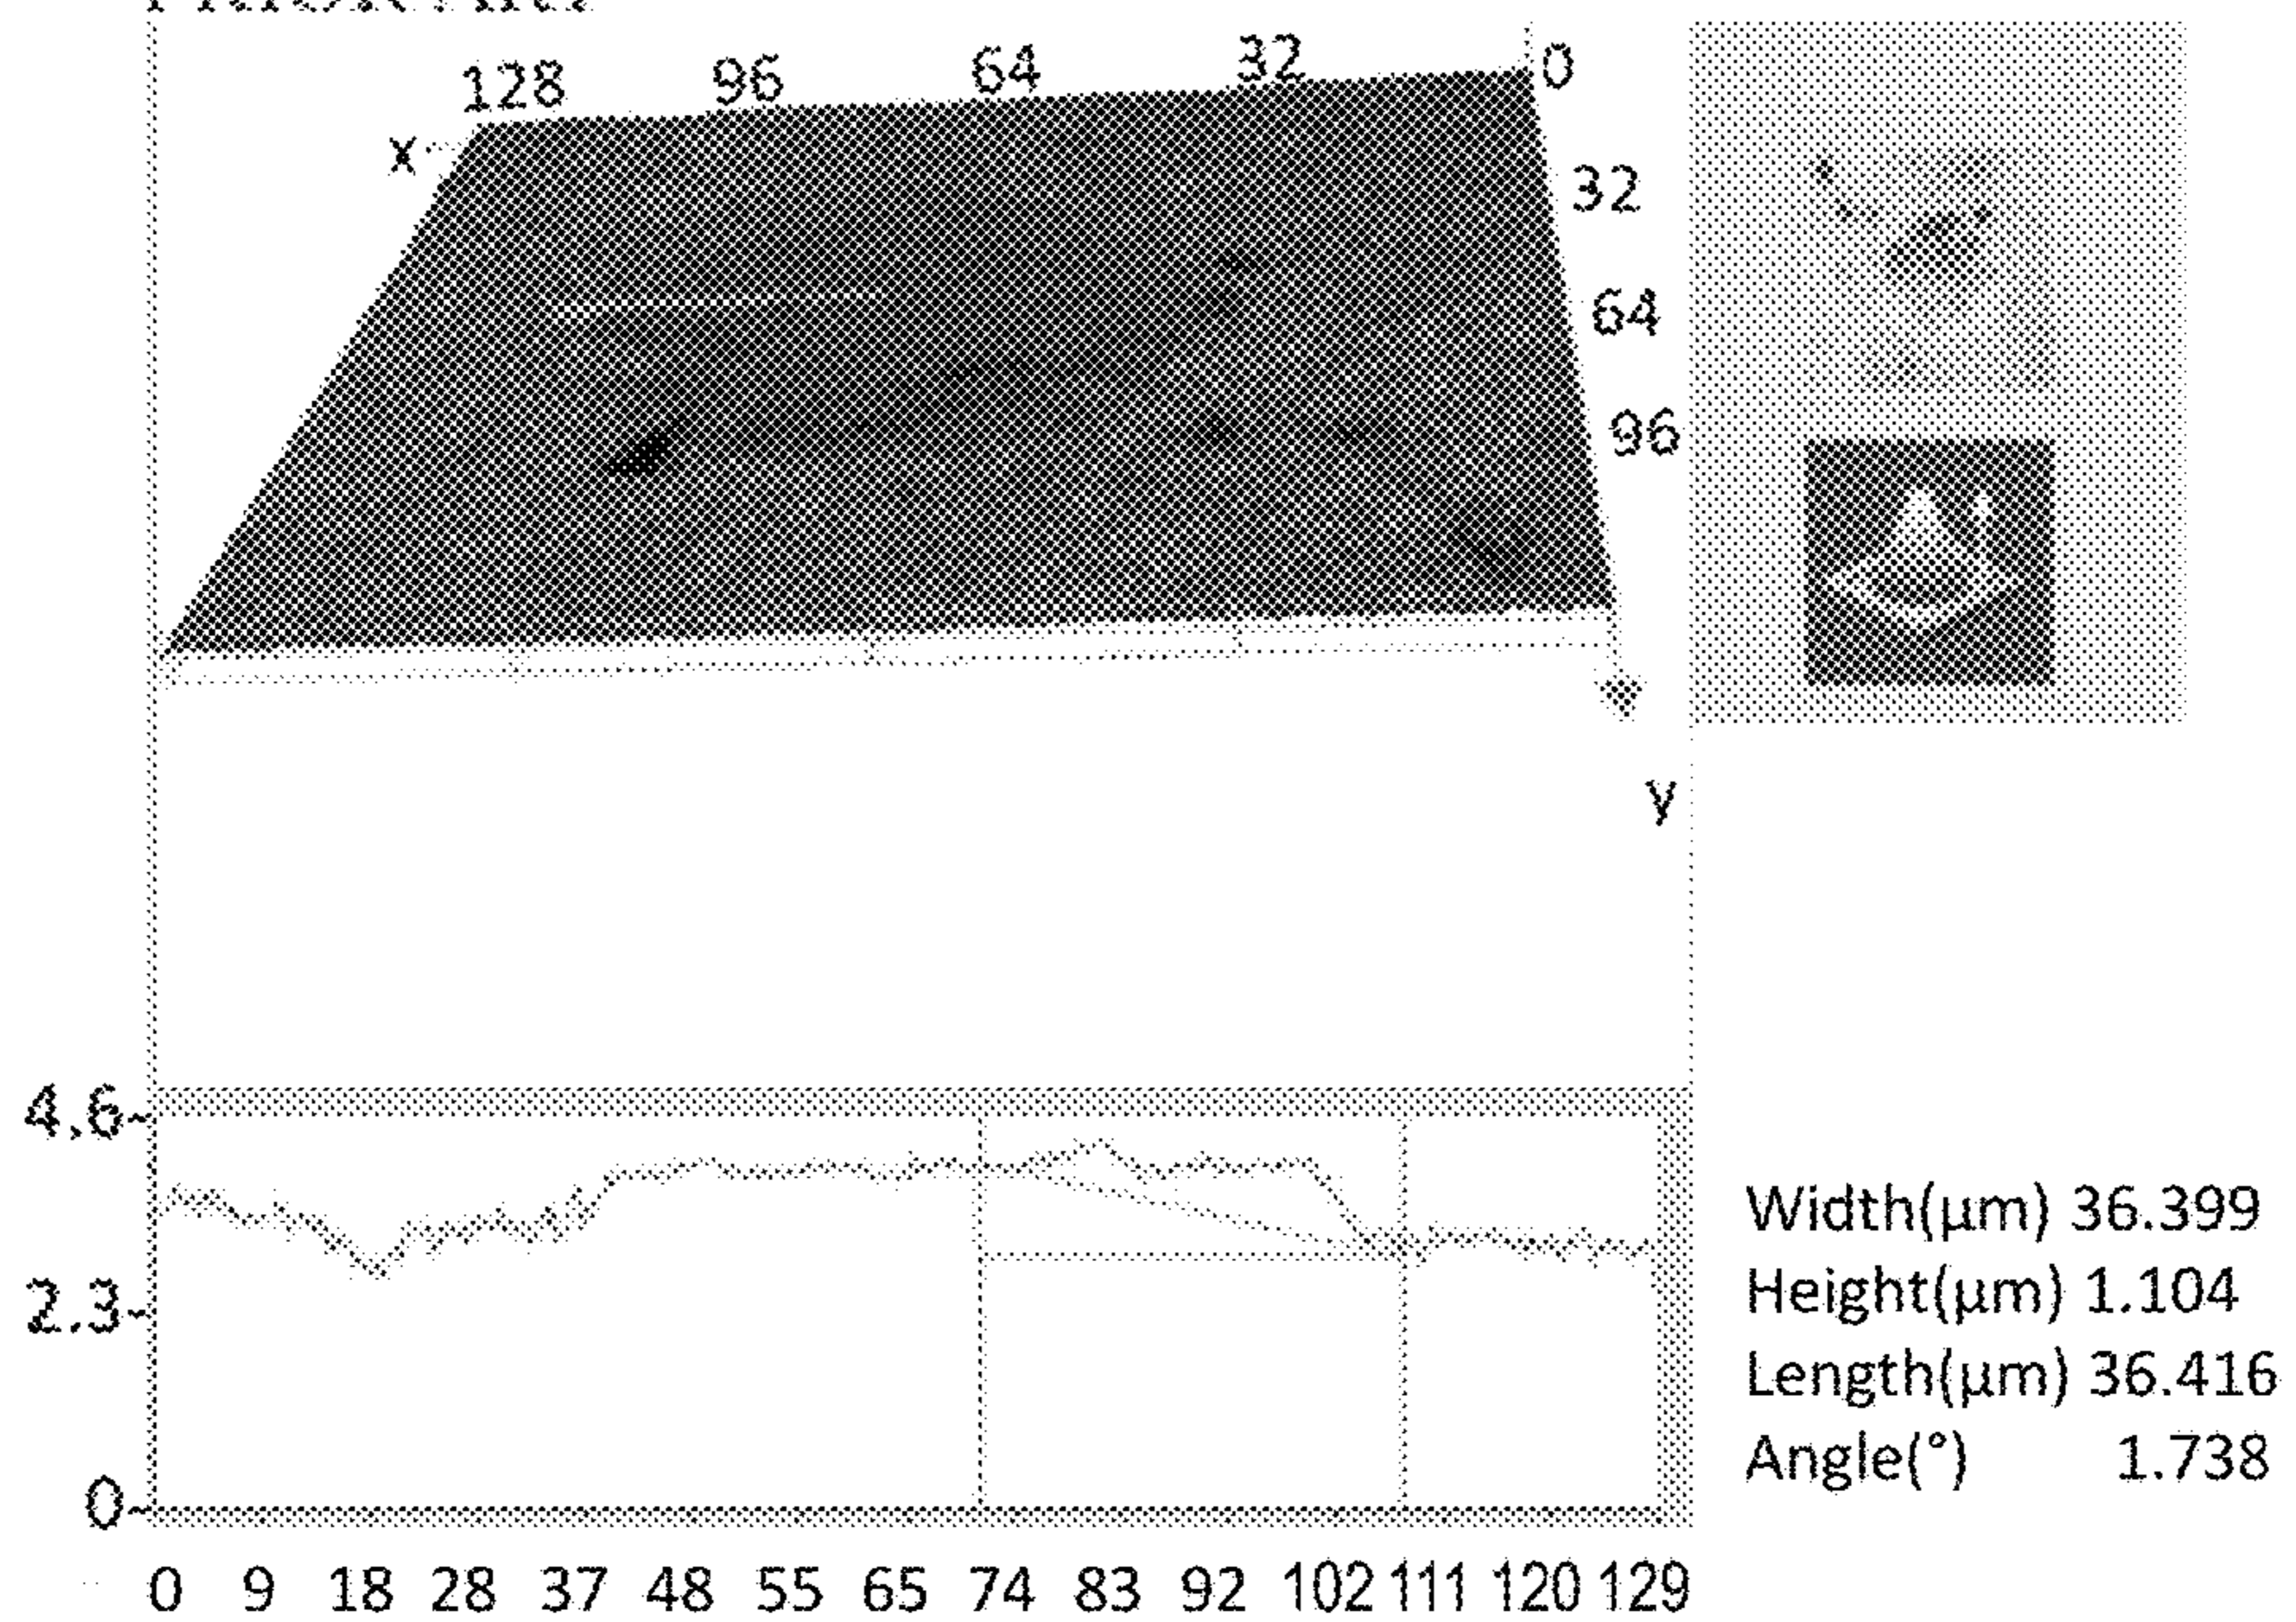 128 96 64 32 0
x
32
64
96
y
4.6
2.3
0
0 9 18 28 37 48 55 65 74 83 92 102 111 120 129
Width(μm) 36.399
Height(μm) 1.104
Length(μm) 36.416
Angle(°) 1.738